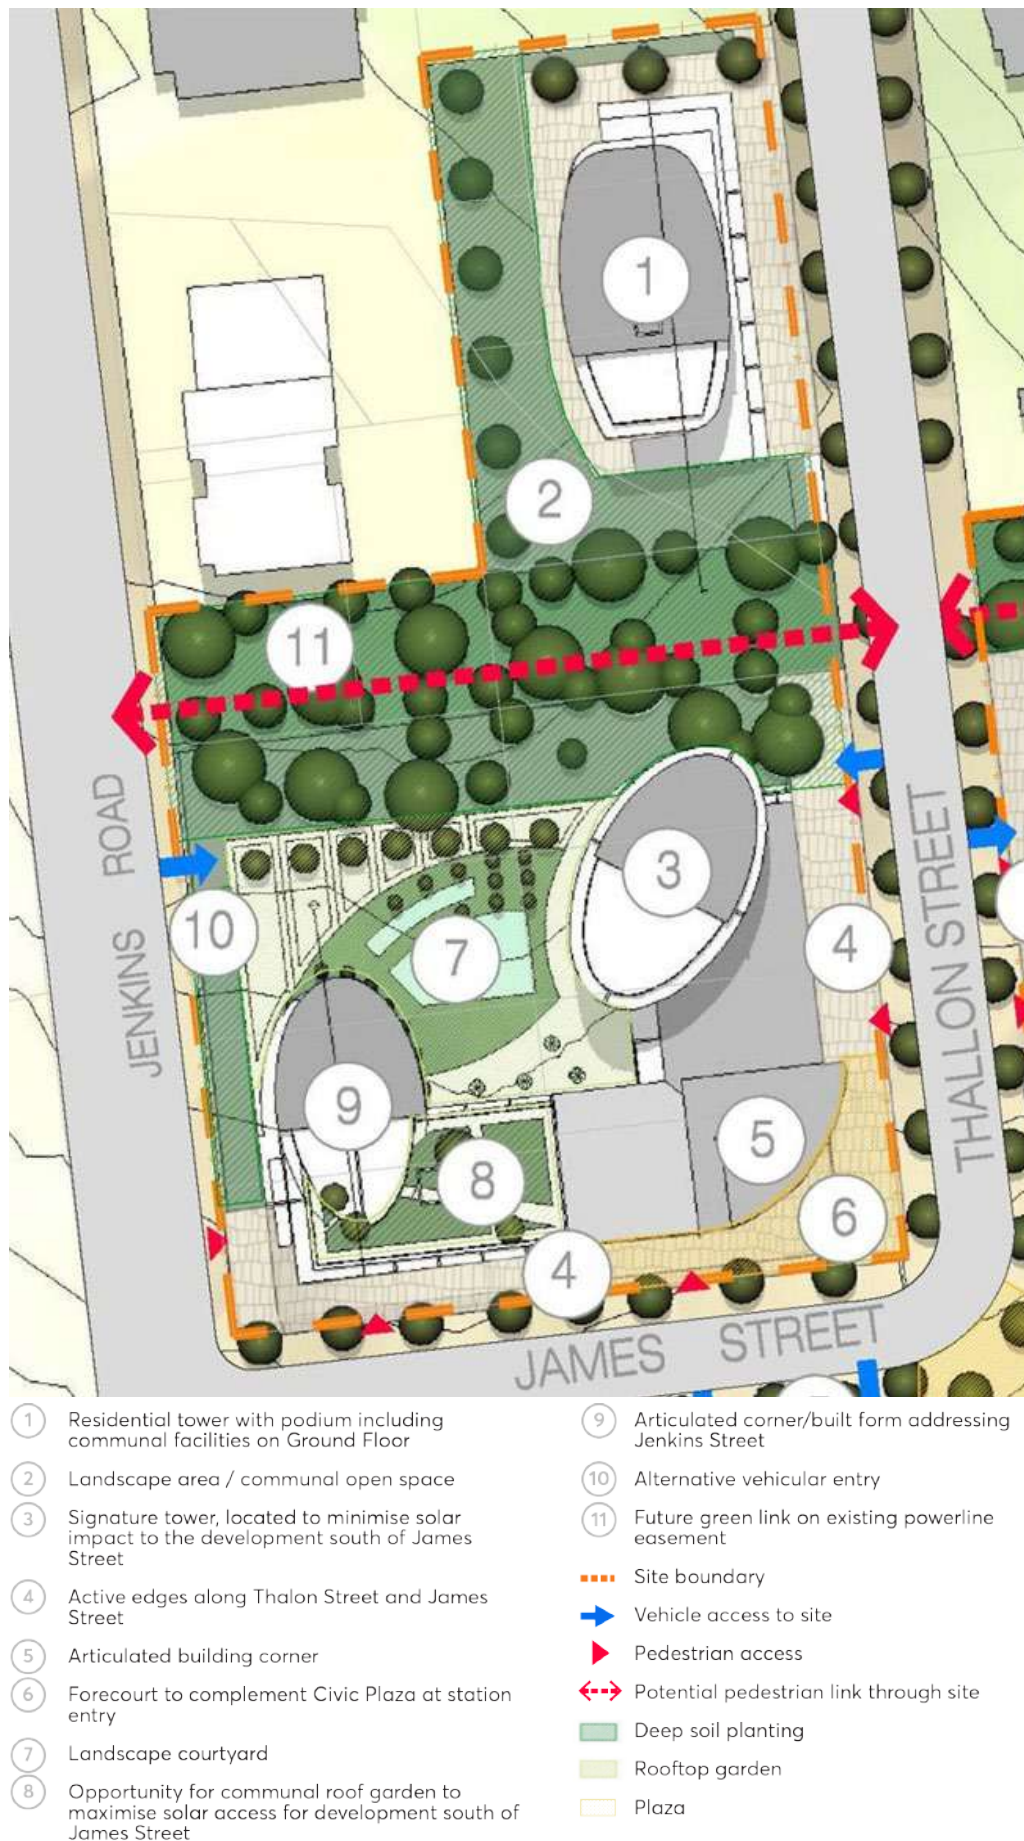 1
2
11
3
10
7
4
9
5
8
6
4
JENKINS ROAD
THALLON STREET
JAMES STREET
1 Residential tower with podium including
communal facilities on Ground Floor
2 Landscape area / communal open space
3 Signature tower, located to minimise solar
impact to the development south of James
Street
4 Active edges along Thalon Street and James
Street
5 Articulated building corner
6 Forecourt to complement Civic Plaza at station
entry
7 Landscape courtyard
8 Opportunity for communal roof garden to
maximise solar access for development south of
James Street
9 Articulated corner/built form addressing
Jenkins Street
10 Alternative vehicular entry
11 Future green link on existing powerline
easement
Site boundary
Vehicle access to site
Pedestrian access
Potential pedestrian link through site
Deep soil planting
Rooftop garden
Plaza